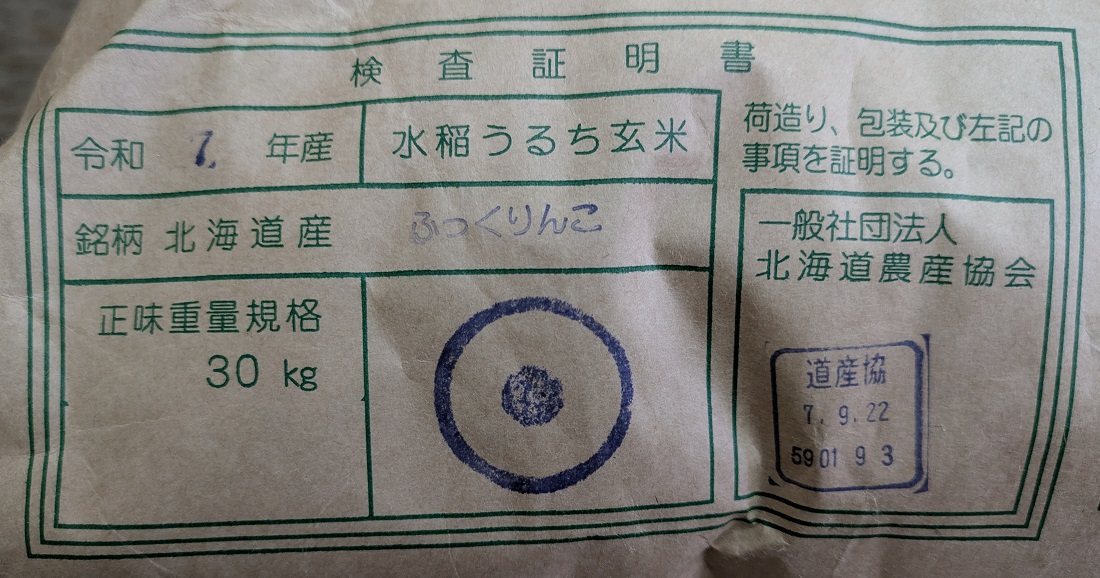 検査証明書
令和 7. 年産
水稲うるち玄米
銘柄 北海道産 ふっくりんこ
正味重量規格
30 kg
荷造り、包装及び左記の
事項を証明する。
一般社団法人
北海道農産協会
道産協
7. 9. 22
5901 9 3